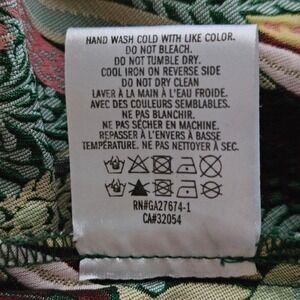 HAND WASH COLD WITH LIKE COLOR.
DO NOT BLEACH.
DO NOT TUMBLE DRY.
COOL IRON ON REVERSE SIDE
DO NOT DRY CLEAN
LAVER À LA MAIN À L'EAU FROIDE.
AVEC DES COULEURS SEMBLABLES.
NE PAS BLANCHIR.
NE PAS SÉCHER EN MACHINE.
REPASSER À L'ENVERS À BASSE
TEMPÉRATURE. NE PAS NETTOYER À SEC.
RN#GA27674-1
CA#32054